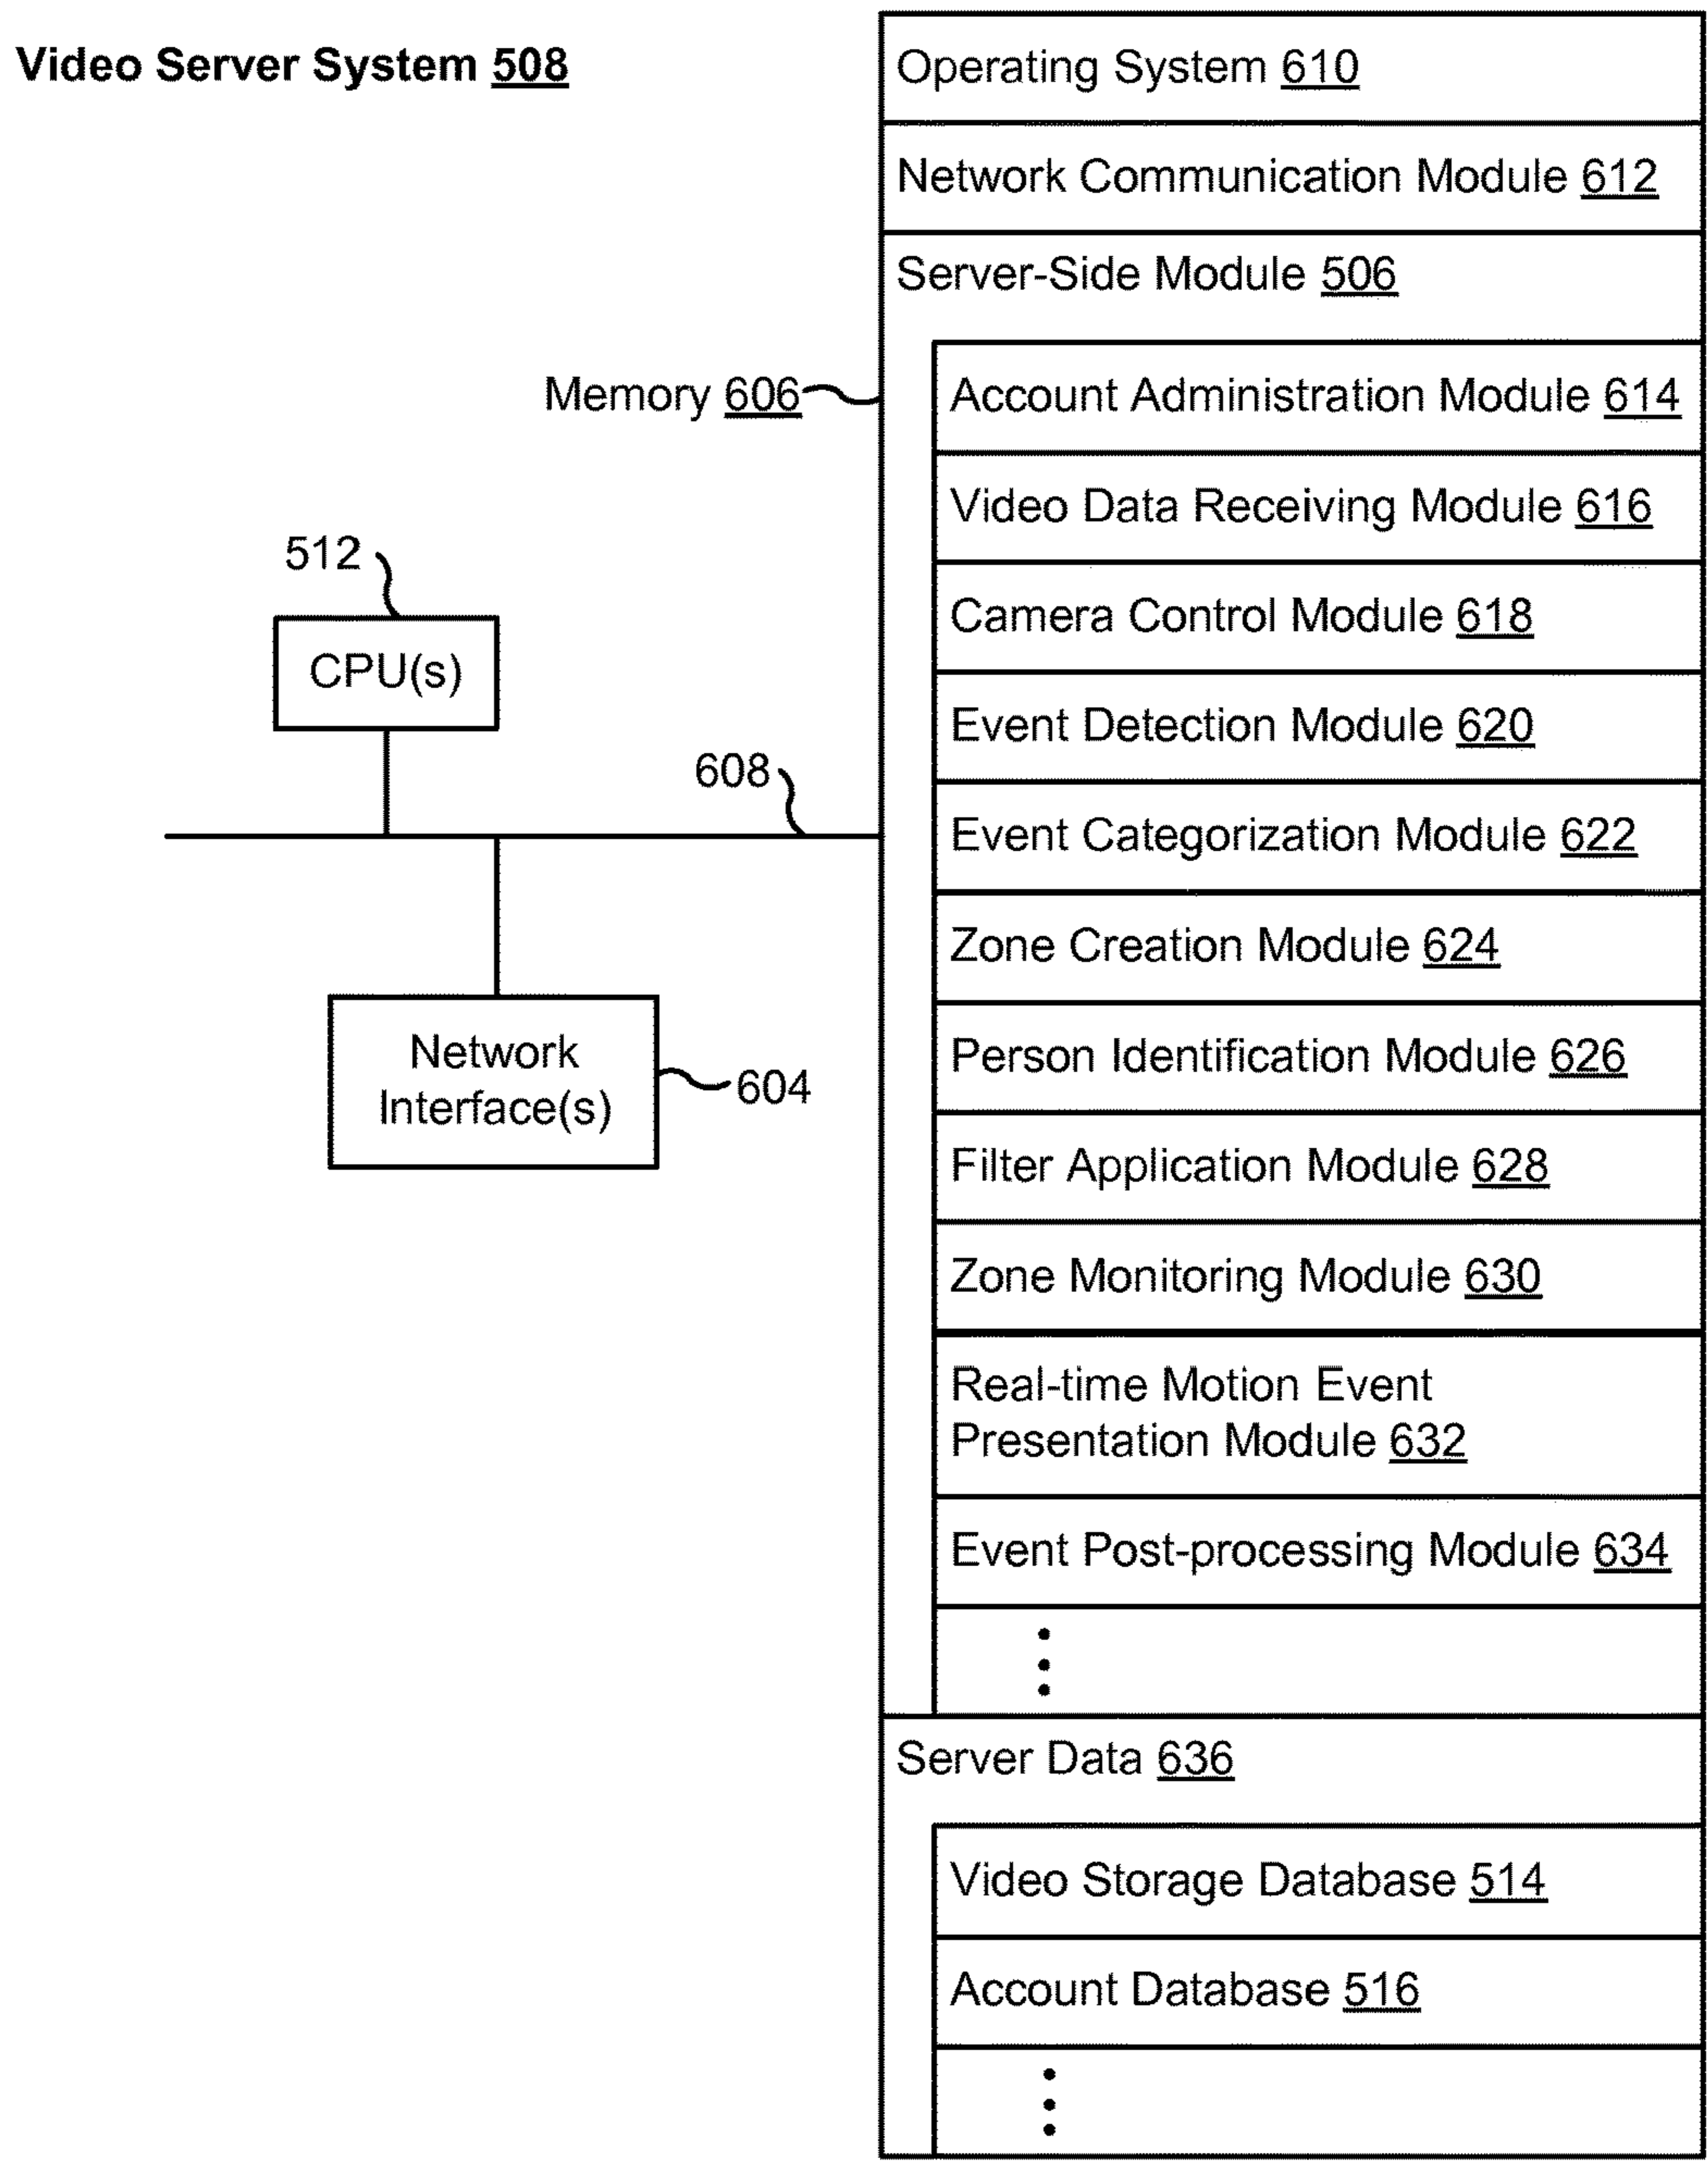 Video Server System 508
Operating System 610
Network Communication Module 612
Server-Side Module 506
Memory 606
Account Administration Module 614
Video Data Receiving Module 616
512
CPU(s)
Camera Control Module 618
Event Detection Module 620
608
Event Categorization Module 622
Zone Creation Module 624
Network
Interface(s)
604
Person Identification Module 626
Filter Application Module 628
Zone Monitoring Module 630
Real-time Motion Event
Presentation Module 632
Event Post-processing Module 634
Server Data 636
Video Storage Database 514
Account Database 516